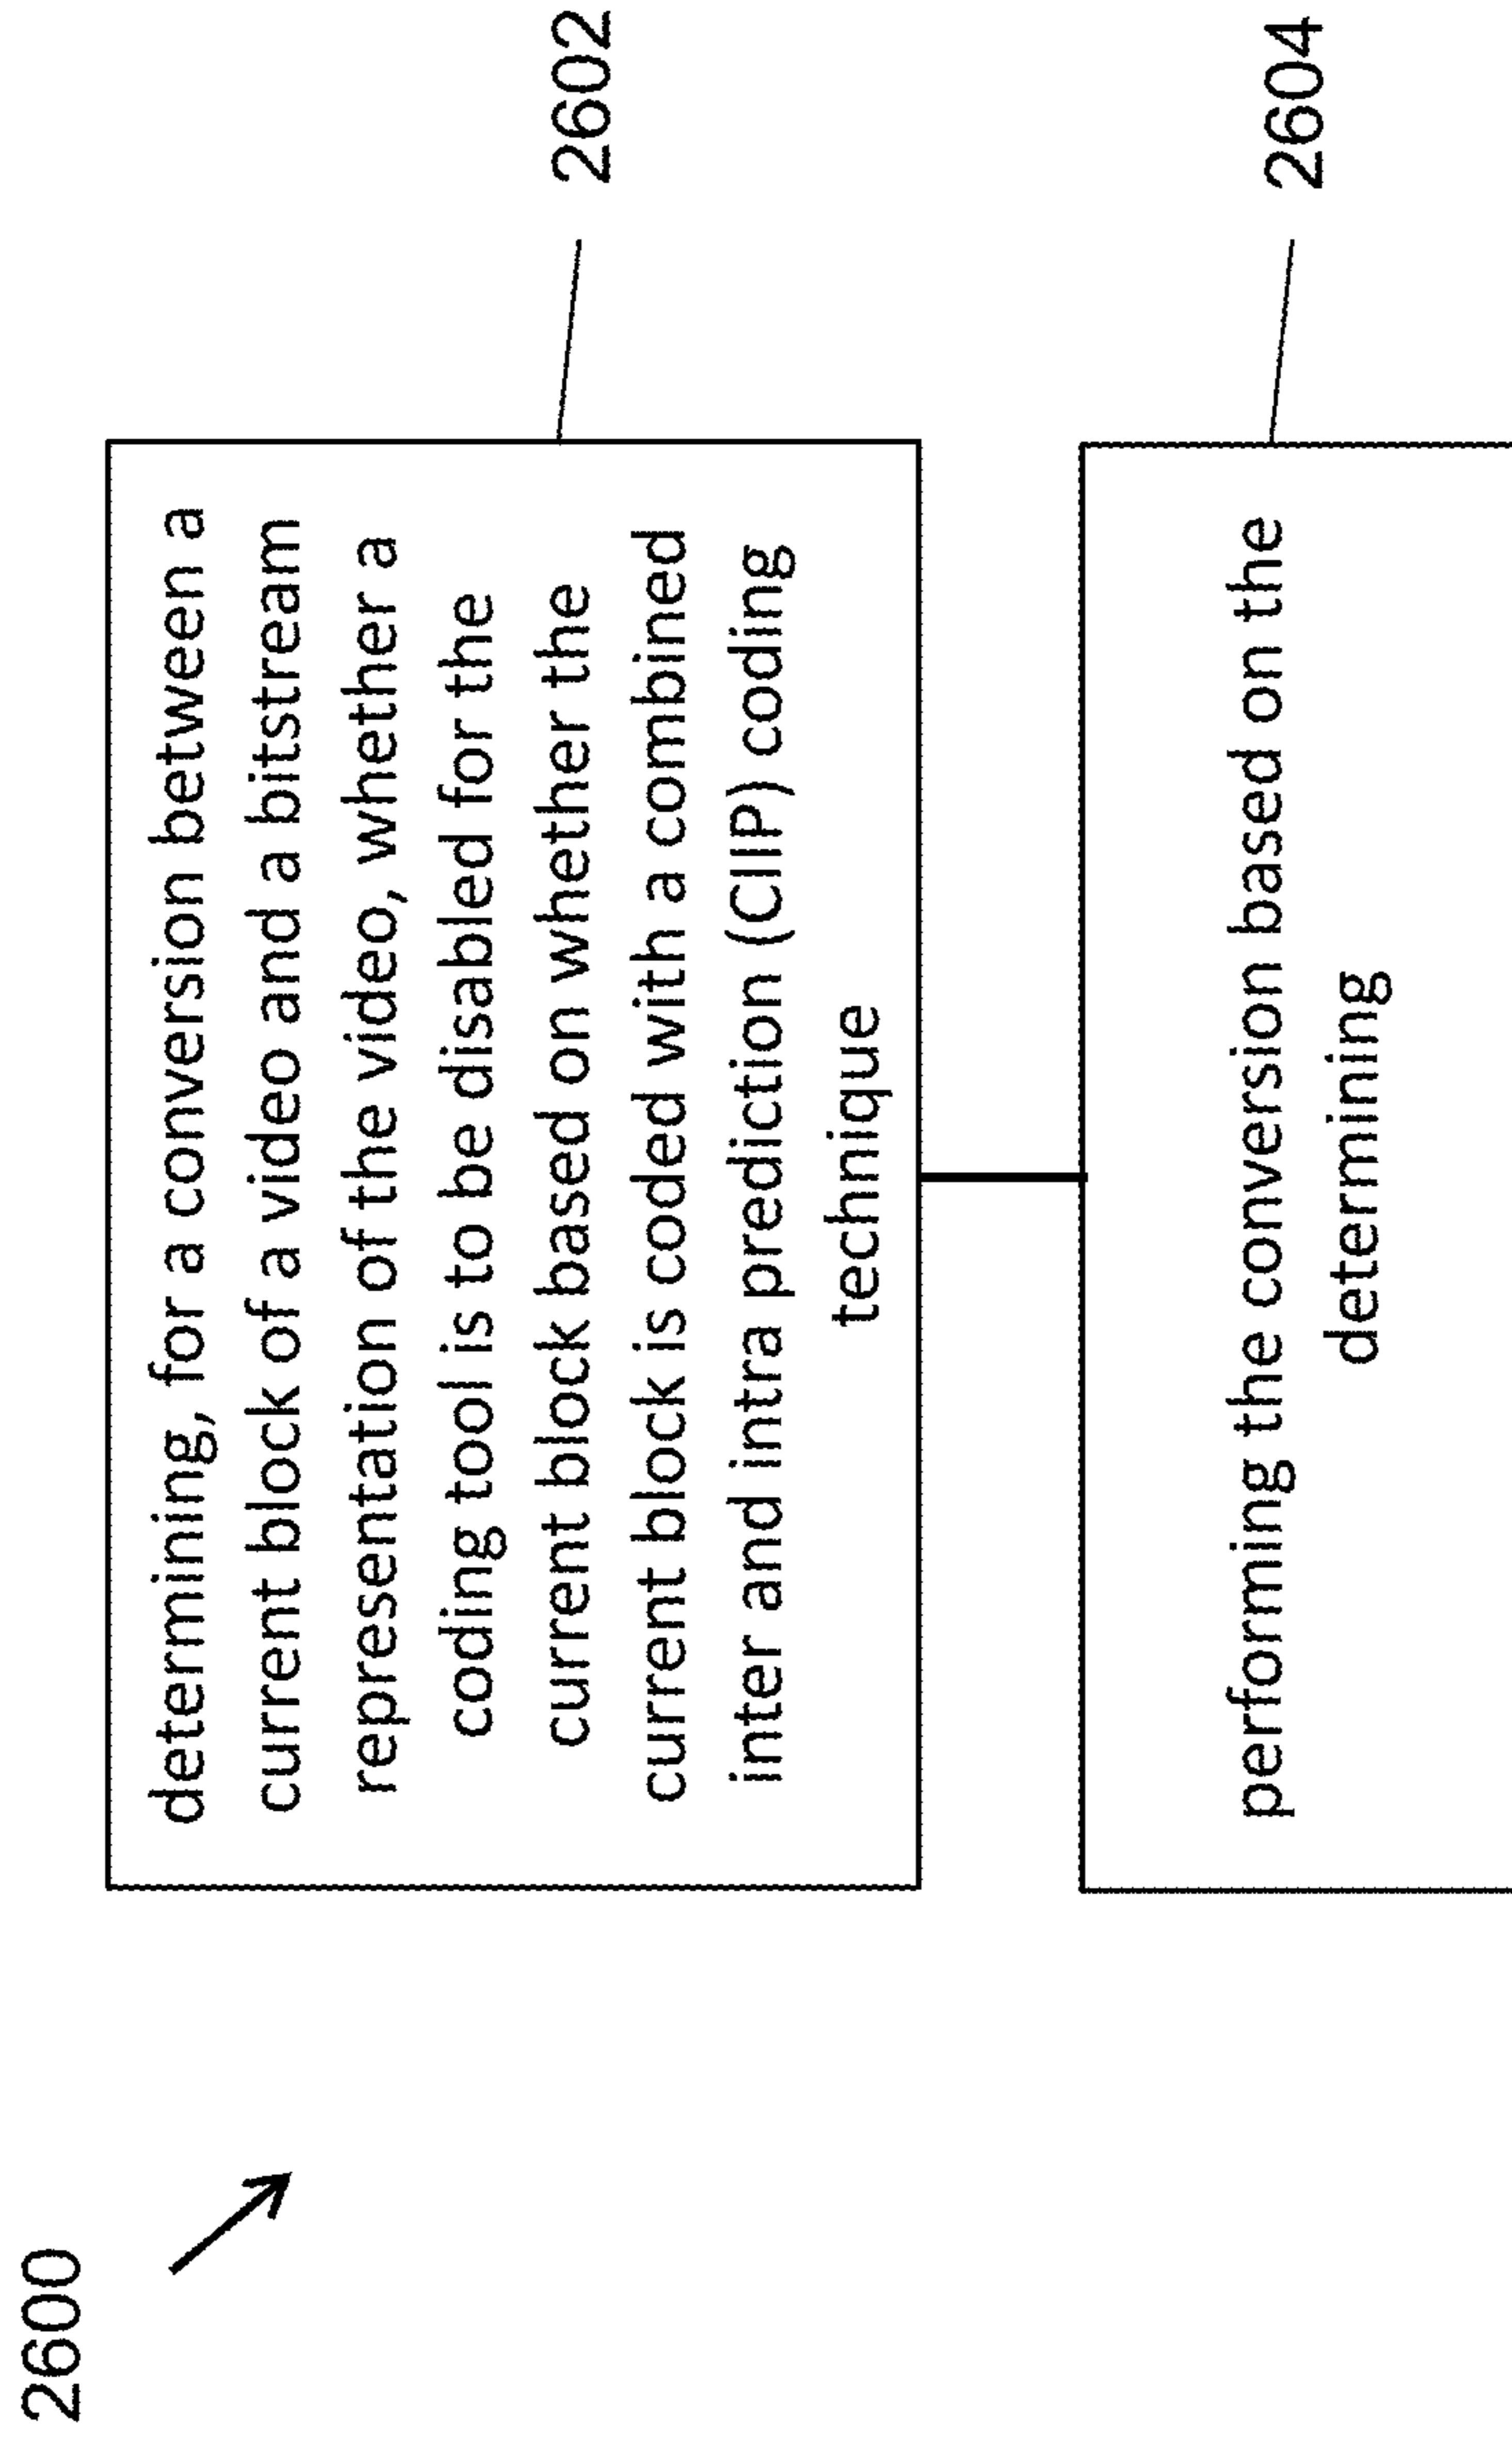 2600
determining, for a conversion between a
current block of a video and a bitstream
representation of the video, whether a
coding tool is to be disabled for the
current block based on whether the
current block is coded with a combined
inter and intra prediction (CIIP) coding
technique
2602
performing the conversion based on the
determining
2604